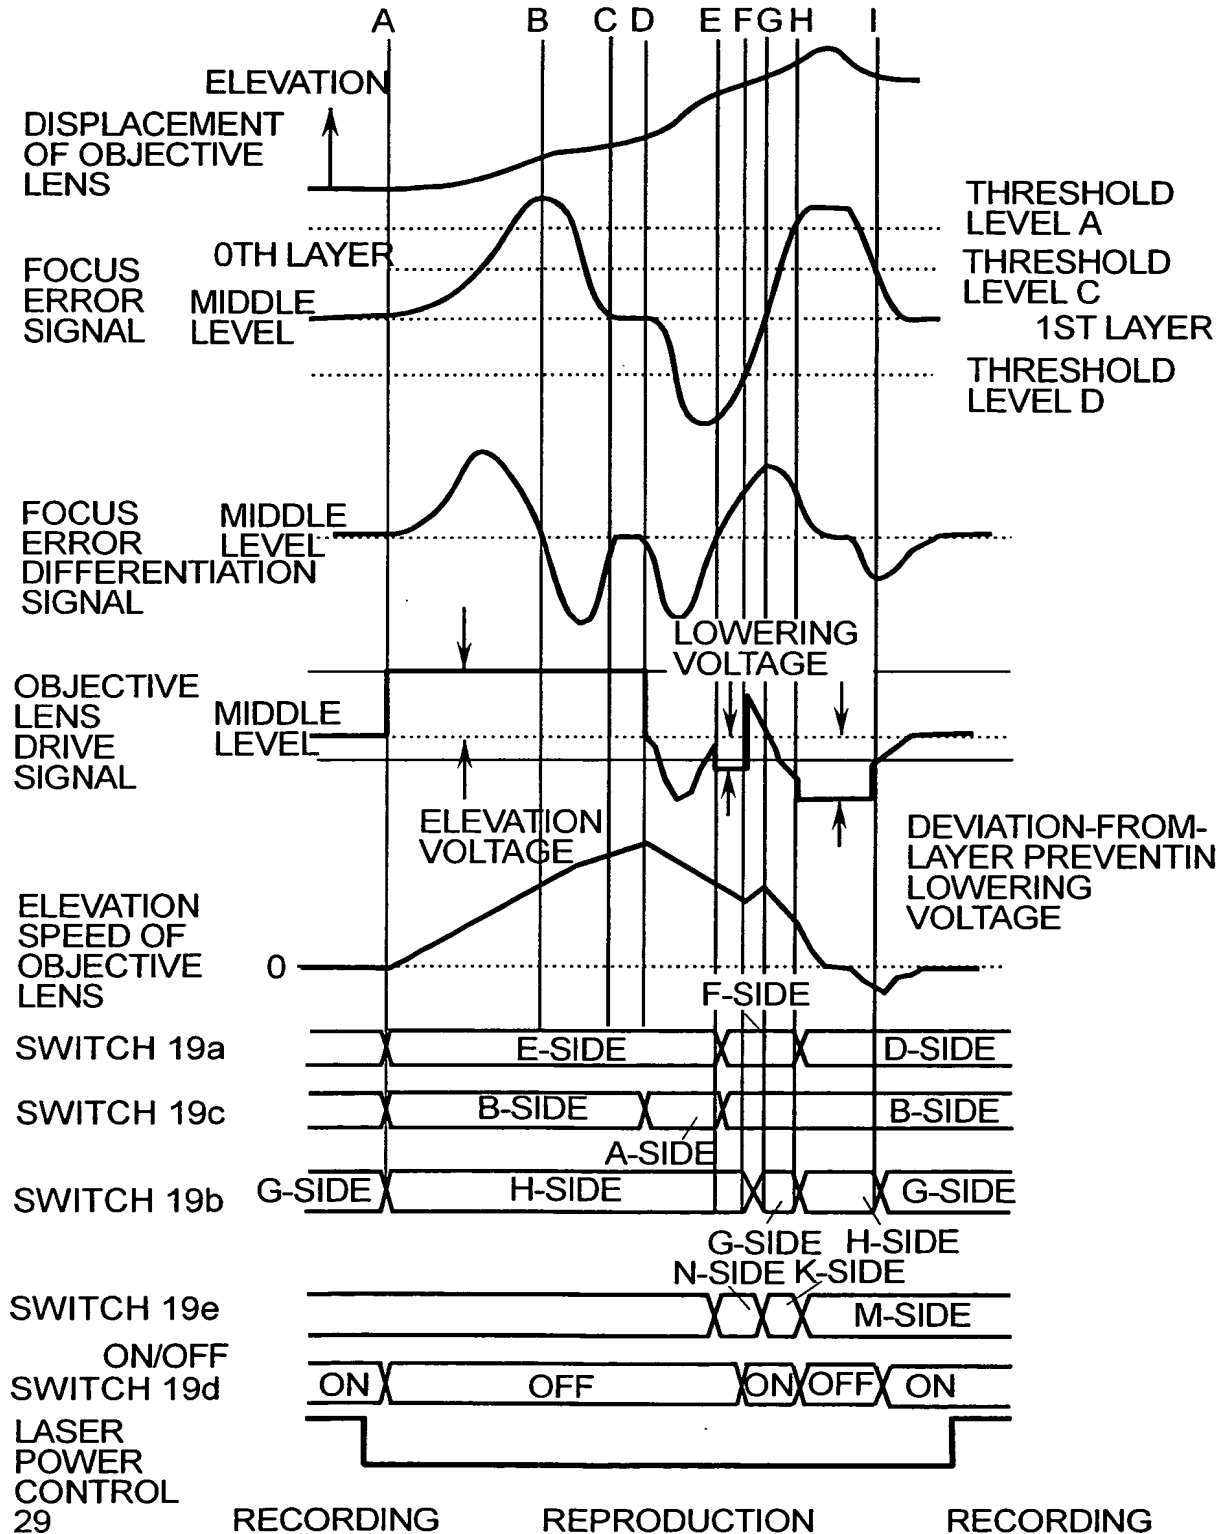 A B C D E F G H I
ELEVATION
DISPLACEMENT
OF OBJECTIVE
LENS
THRESHOLD
LEVEL A
0TH LAYER
THRESHOLD
LEVEL C
FOCUS
ERROR
SIGNAL
MIDDLE
LEVEL
1ST LAYER
THRESHOLD
LEVEL D
FOCUS
ERROR
DIFFERENTIATION
SIGNAL
MIDDLE
LEVEL
LOWERING
VOLTAGE
OBJECTIVE
LENS
DRIVE
SIGNAL
MIDDLE
LEVEL
ELEVATION
VOLTAGE
DEVIATION-FROM-
LAYER PREVENTIN
LOWERING
VOLTAGE
ELEVATION
SPEED OF
OBJECTIVE
LENS
0
F-SIDE
SWITCH 19a E-SIDE D-SIDE
SWITCH 19c B-SIDE B-SIDE
A-SIDE
SWITCH 19b G-SIDE H-SIDE G-SIDE
G-SIDE H-SIDE
N-SIDE K-SIDE
SWITCH 19e M-SIDE
ON/OFF
SWITCH 19d ON OFF ON OFF ON
LASER
POWER
CONTROL
29
RECORDING REPRODUCTION RECORDING